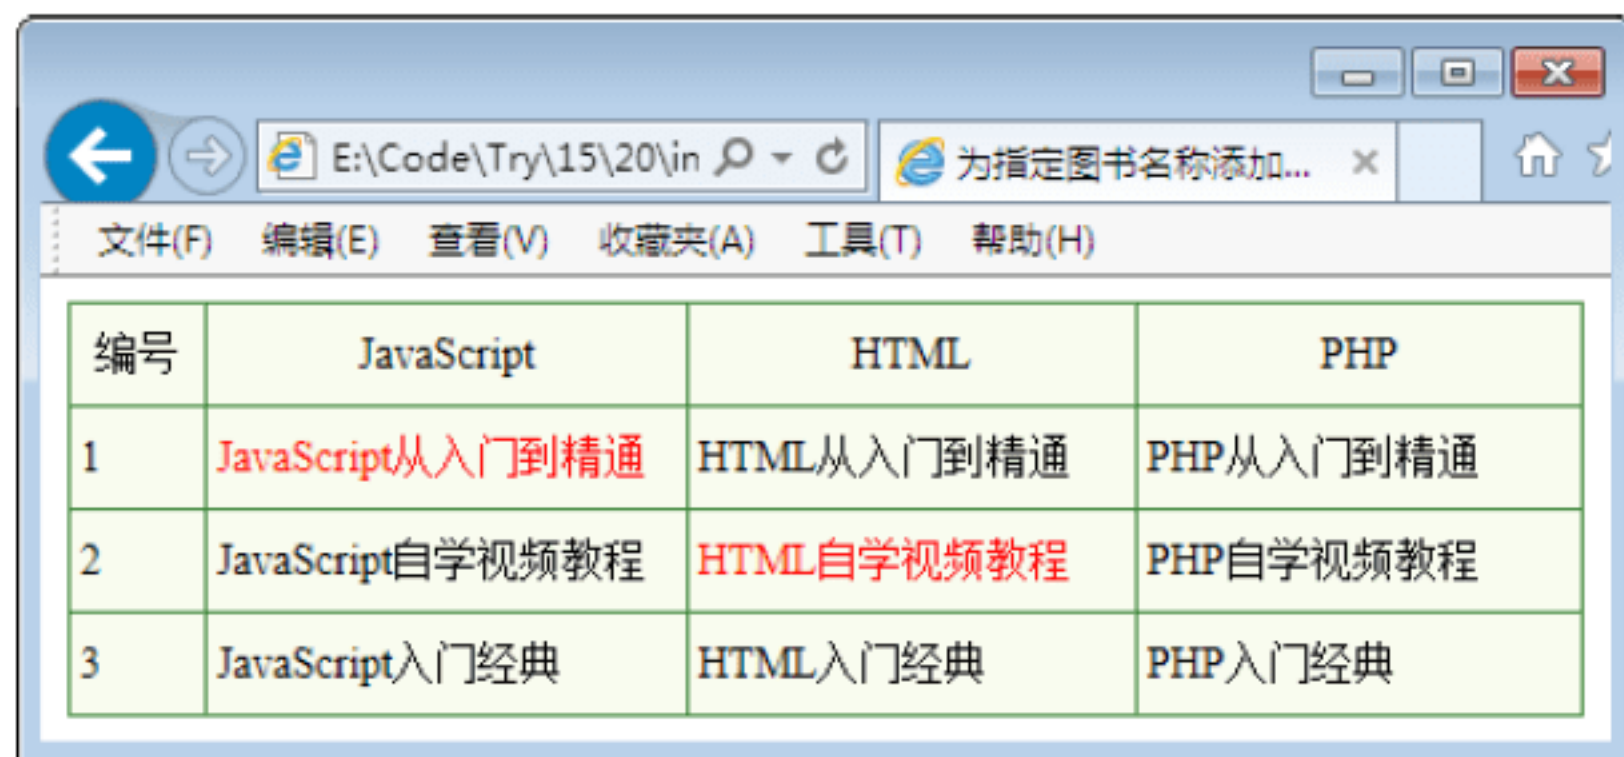 E:\Code\Try\15\20\in 为指定图书名称添加...
文件(F) 编辑(E) 查看(V) 收藏夹(A) 工具(T) 帮助(H)
编号 JavaScript HTML PHP
1 JavaScript从入门到精通 HTML从入门到精通 PHP从入门到精通
2 JavaScript自学视频教程 HTML自学视频教程 PHP自学视频教程
3 JavaScript入门经典 HTML入门经典 PHP入门经典